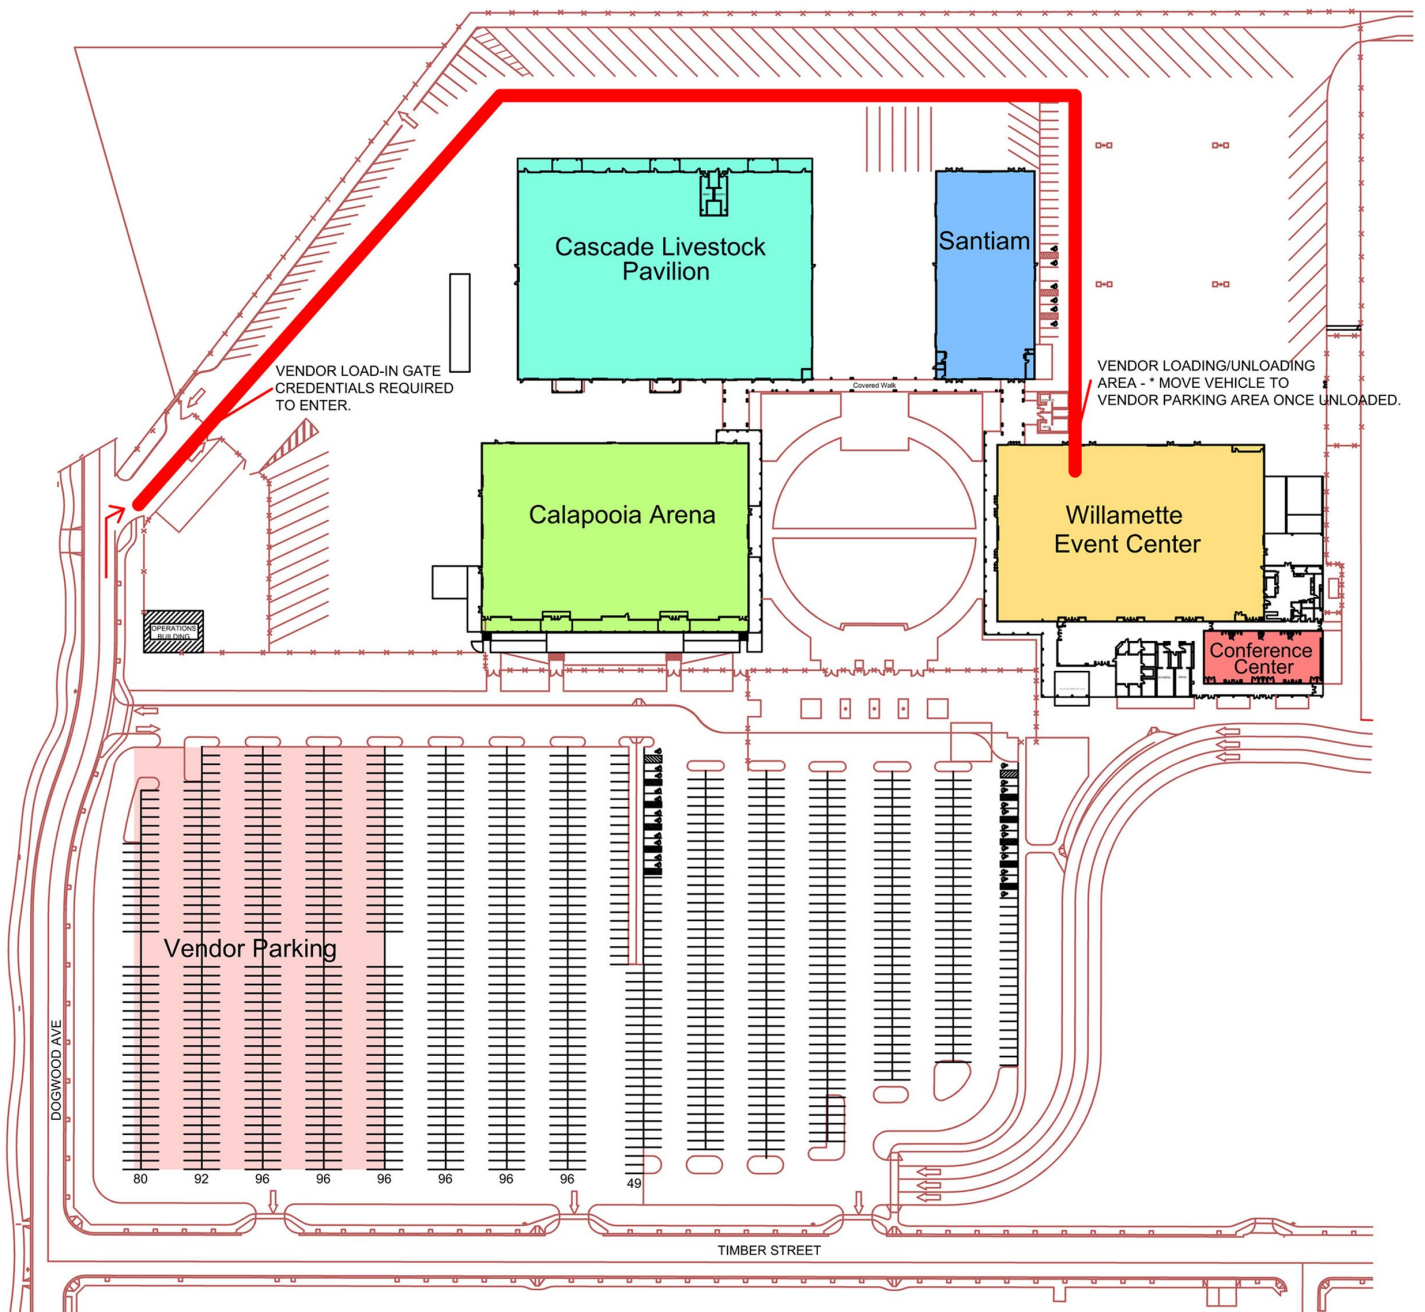 Cascade Livestock
Pavilion
Santiam
VENDOR LOAD-IN GATE
CREDENTIALS REQUIRED
TO ENTER.
VENDOR LOADING/UNLOADING
AREA - * MOVE VEHICLE TO
VENDOR PARKING AREA ONCE UNLOADED.
Covered Walk
Calapooia Arena
Willamette
Event Center
OPERATIONS
BUILDING
Conference
Center
Vendor Parking
DOGWOOD AVE
80
92
96
96
96
96
96
96
49
TIMBER STREET